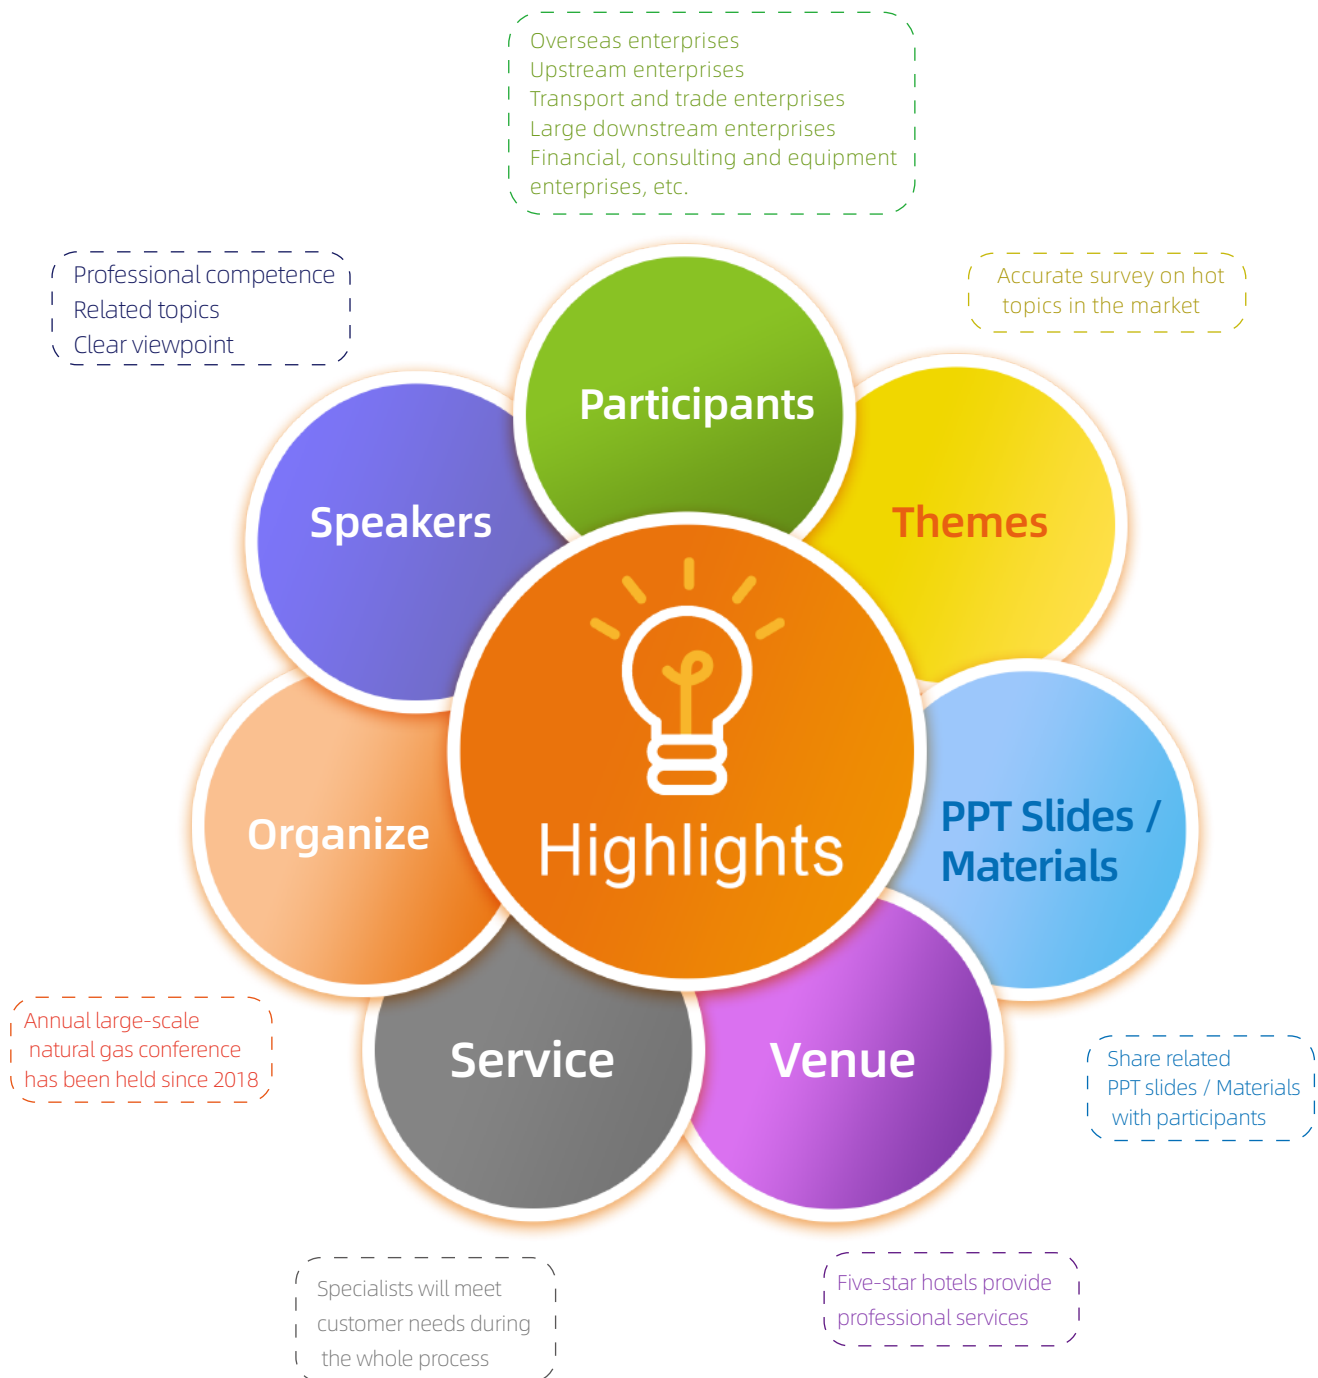 Overseas enterprises
Upstream enterprises
Transport and trade enterprises
Large downstream enterprises
Financial, consulting and equipment
enterprises, etc.
Professional competence
Related topics
Clear viewpoint
Accurate survey on hot
topics in the market
Participants
Speakers
Themes
Organize
Highlights
PPT Slides /
Materials
Service
Venue
Annual large-scale
natural gas conference
has been held since 2018
Share related
PPT slides / Materials
with participants
Specialists will meet
customer needs during
the whole process
Five-star hotels provide
professional services